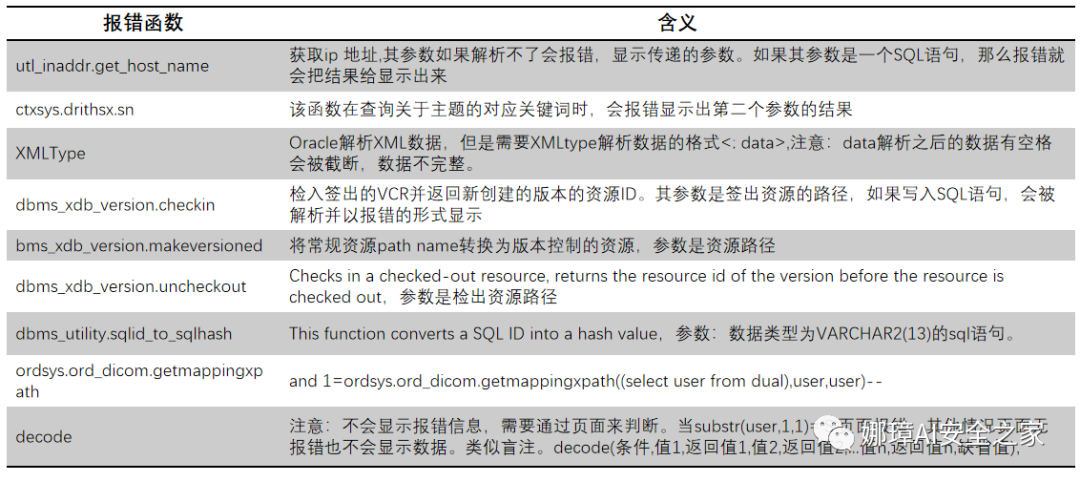 报错函数 含义
utl_inaddr.get_host_name
获取ip 地址,其参数如果解析不了会报错，显示传递的参数。如果其参数是一个SQL语句，那么报错就
会把结果给显示出来
ctxsys.drithsx.sn
该函数在查询关于主题的对应关键词时，会报错显示出第二个参数的结果
XMLType
Oracle解析XML数据，但是需要XMLtype解析数据的格式<: data>,注意：data解析之后的数据有空格
会被截断，数据不完整。
dbms_xdb_version.checkin
检入签出的VCR并返回新创建的版本的资源ID。其参数是签出资源的路径，如果写入SQL语句，会被
解析并以报错的形式显示
bms_xdb_version.makeversioned
将常规资源path name转换为版本控制的资源，参数是资源路径
dbms_xdb_version.uncheckout
Checks in a checked-out resource, returns the resource id of the version before the resource is
checked out，参数是检出资源路径
dbms_utility.sqlid_to_sqlhash
This function converts a SQL ID into a hash value，参数：数据类型为VARCHAR2(13)的sql语句。
ordsys.ord_dicom.getmappingxp
ath
and 1=ordsys.ord_dicom.getmappingxpath((select user from dual),user,user)--
decode
注意：不会显示报错信息，需要通过页面来判断。当substr(user,1,1)=
报错也不会显示数据。类似盲注。decode(条件,值1,返回值1,值2,返回值2,...值n,返回值n,缺省值);
娜璋AI安全之家